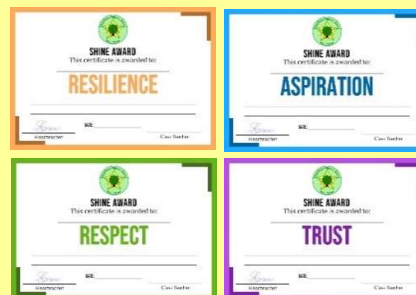 SHINE AWARD
This certificate is awarded to:
RESILIENCE
Headteacher
Class Teacher
SHINE AWARD
This certificate is awarded to:
ASPIRATION
Headteacher
Class Teacher
SHINE AWARD
This certificate is awarded to:
RESPECT
Headteacher
Class Teacher
SHINE AWARD
This certificate is awarded to:
TRUST
Headteacher
Class Teacher